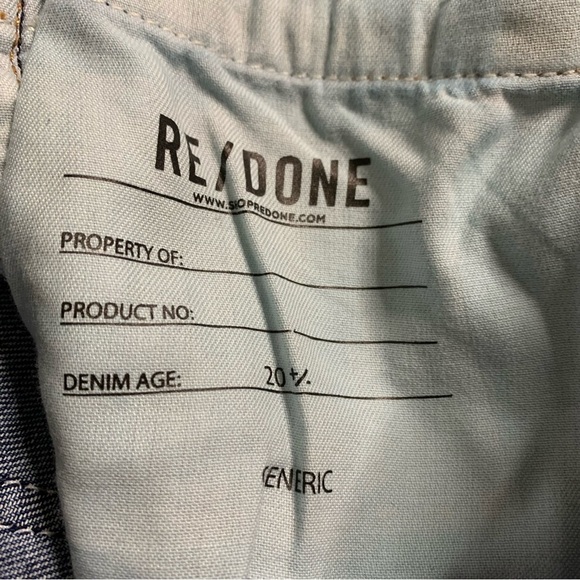 RE/DONE
WWW.SHOPREDONE.COM
PROPERTY OF:
PRODUCT NO:
DENIM AGE: 20 +/-
GENERIC